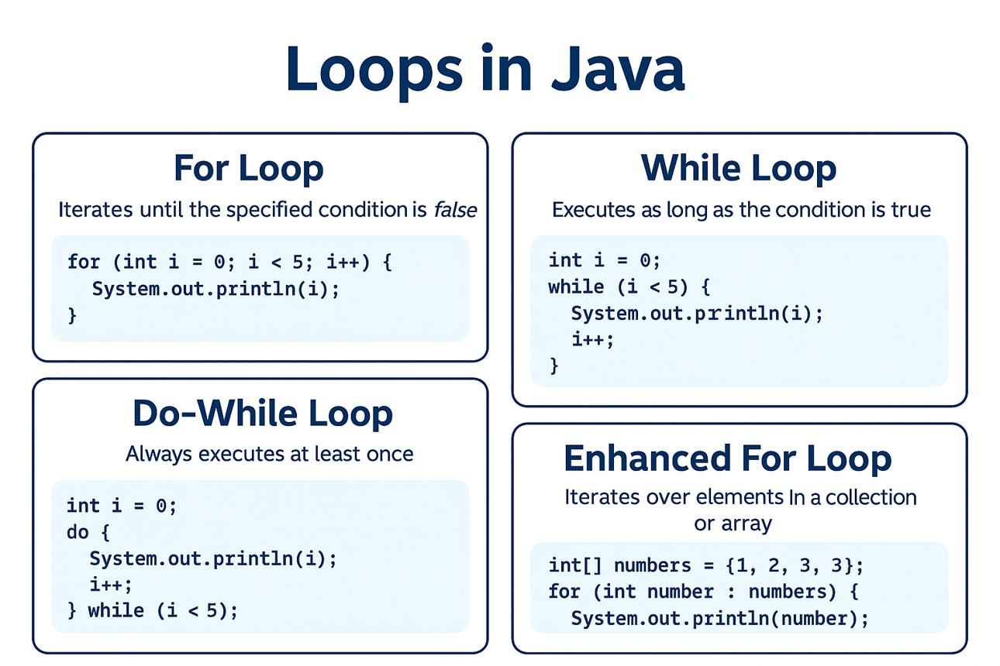 Loops in Java
For Loop
Iterates until the specified condition is false
for (int i = 0; i < 5; i++) {
  System.out.println(i);
}
While Loop
Executes as long as the condition is true
int i = 0;
while (i < 5) {
  System.out.println(i);
  i++;
}
Do-While Loop
Always executes at least once
int i = 0;
do {
  System.out.println(i);
  i++;
} while (i < 5);
Enhanced For Loop
Iterates over elements In a collection
or array
int[] numbers = {1, 2, 3, 3};
for (int number : numbers) {
  System.out.println(number);